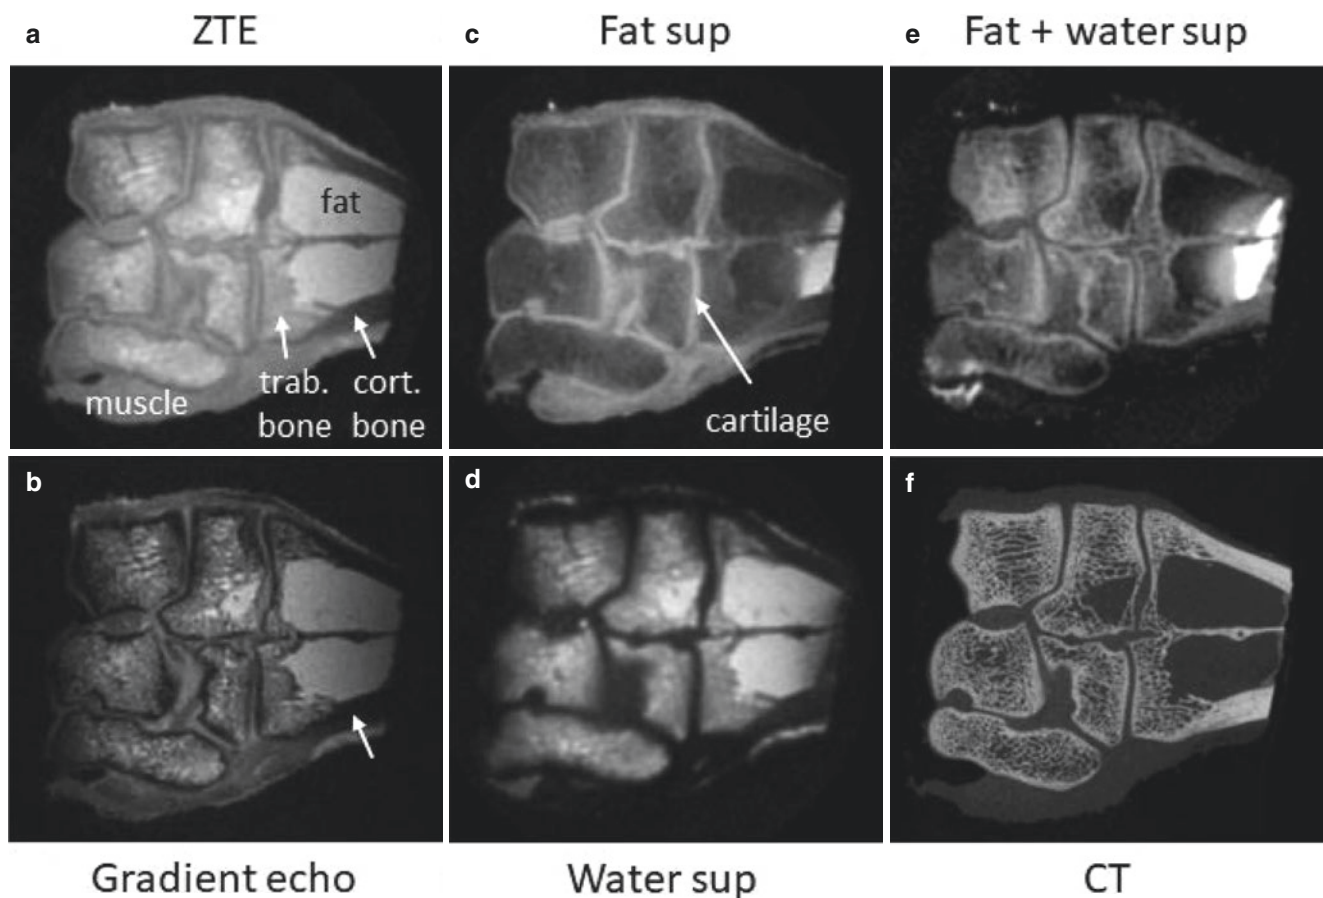 a
ZTE
c
Fat sup
e
Fat + water sup
fat
trab. cort.
muscle
bone bone
cartilage
b
d
f
Gradient echo
Water sup
CT